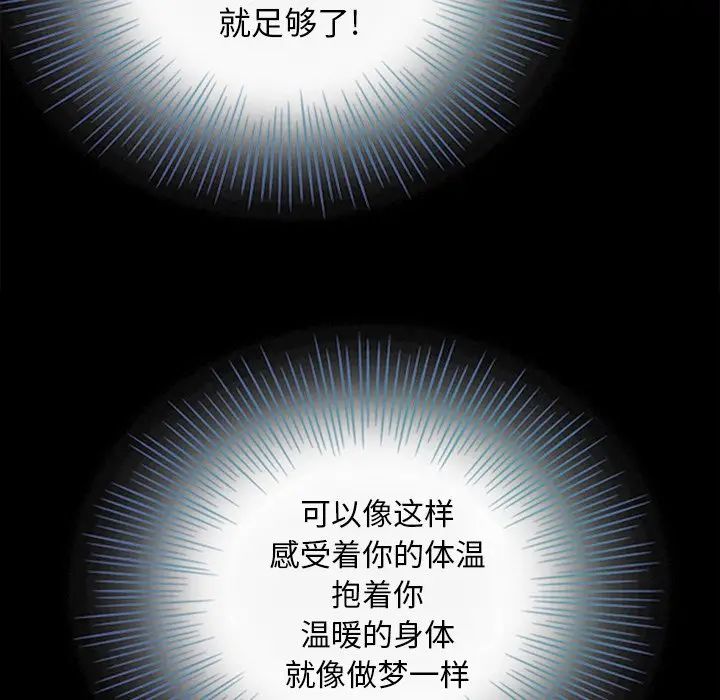 就足够了!
可以像这样
感受着你的体温
抱着你
温暖的身体
就像做梦一样